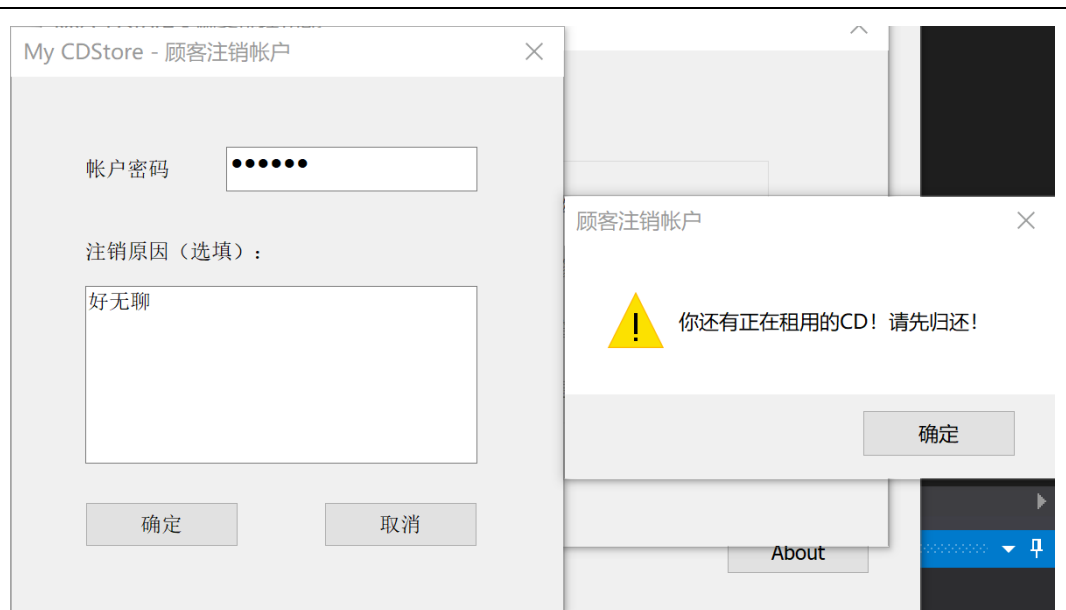 My CDStore - 顾客注销帐户
帐户密码
●●●●●●
注销原因（选填）：
好无聊
确定
取消
顾客注销帐户
你还有正在租用的CD！请先归还！
确定
About